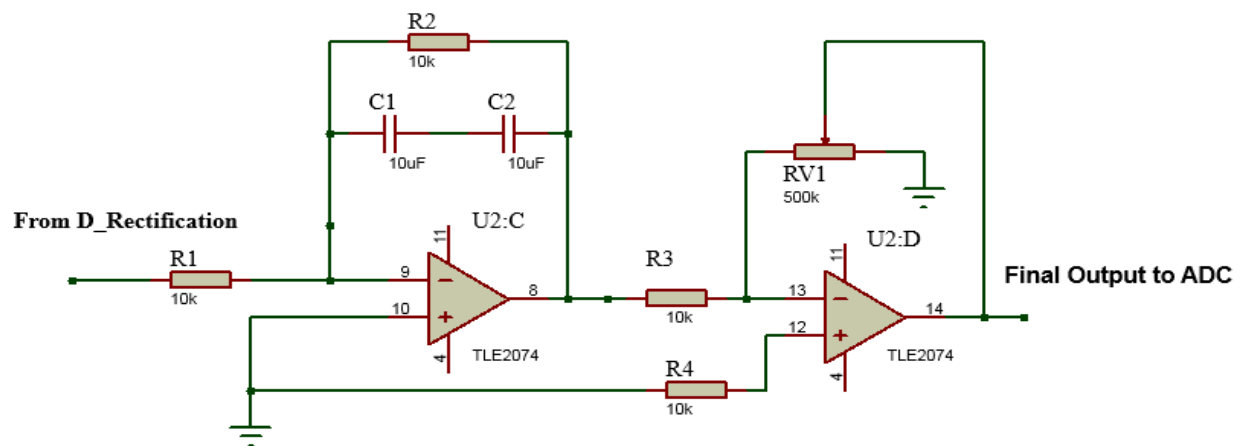 R2
10k
C1
C2
10uF
10uF
RV1
500k
From D_Rectification
U2:C
U2:D
R1
10k
11
9
10
8
4
TLE2074
R3
10k
11
13
12
14
4
TLE2074
Final Output to ADC
R4
10k